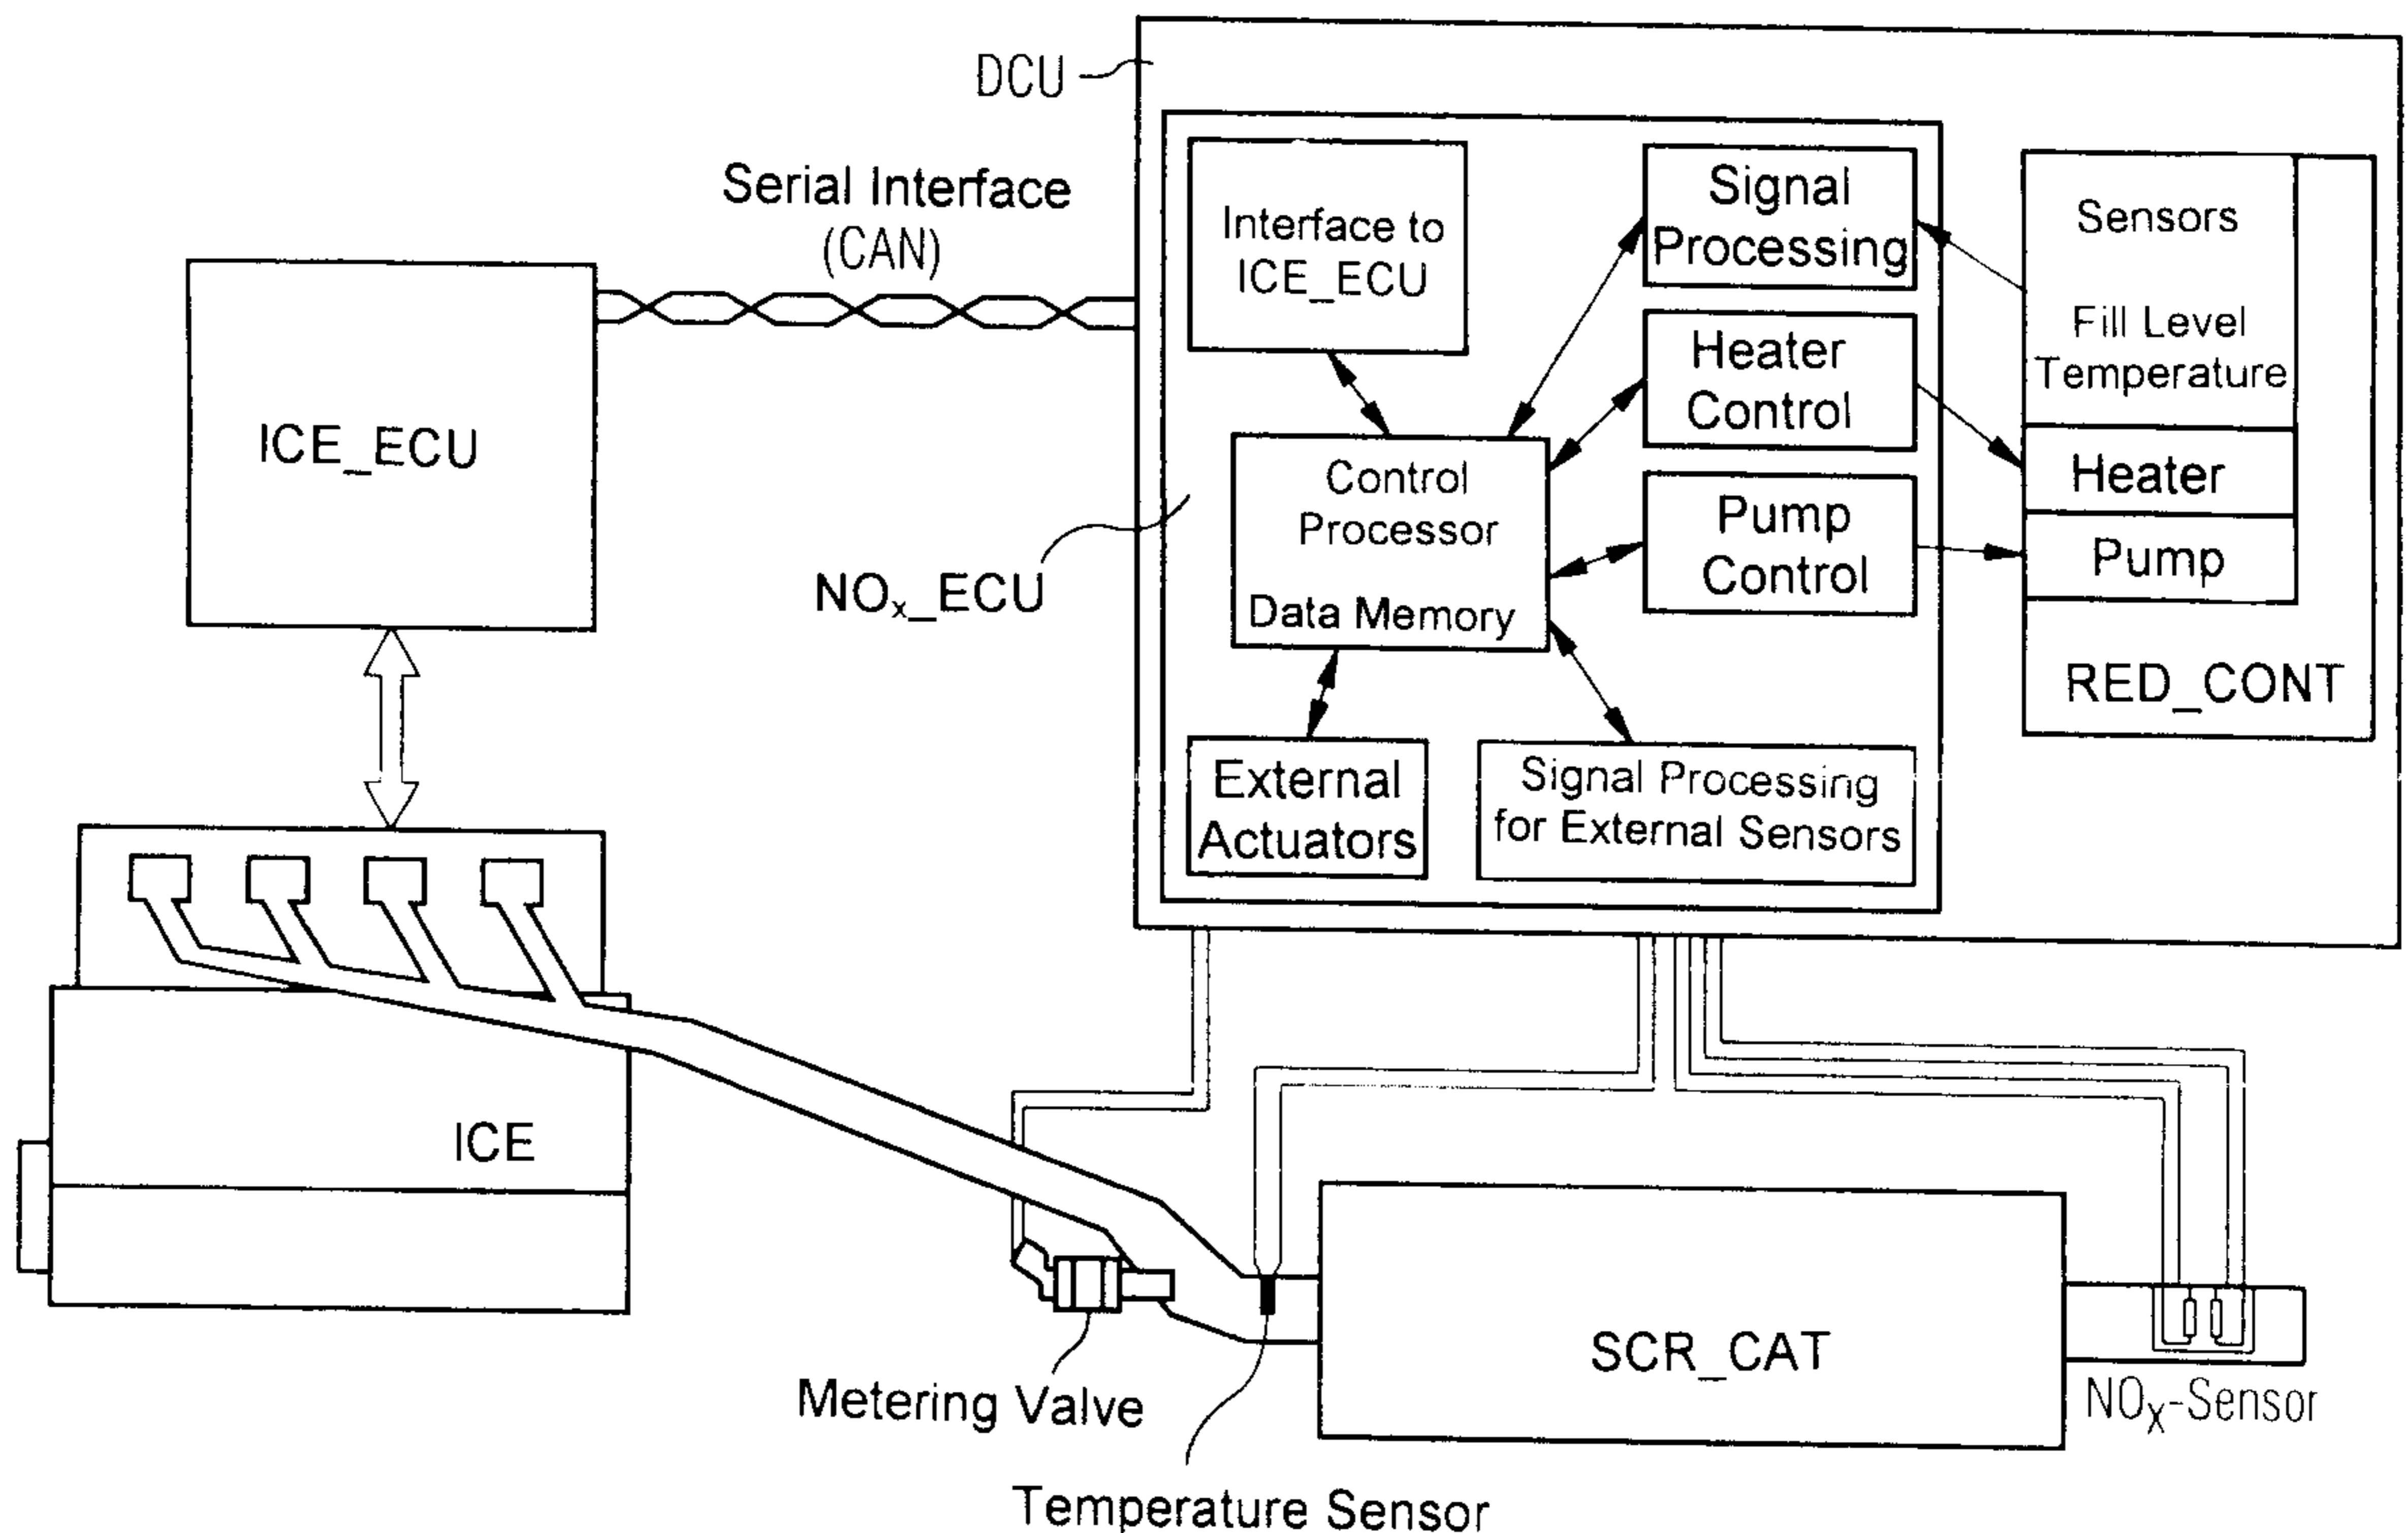 DCU
Serial Interface
(CAN)
ICE_ECU
NOₓ_ECU
Interface to
ICE_ECU
Signal
Processing
Heater
Control
Pump
Control
Control
Processor
Data Memory
External
Actuators
Signal Processing
for External Sensors
Sensors
Fill Level
Temperature
Heater
Pump
RED_CONT
ICE
Metering Valve
Temperature Sensor
SCR_CAT
NOₓ-Sensor